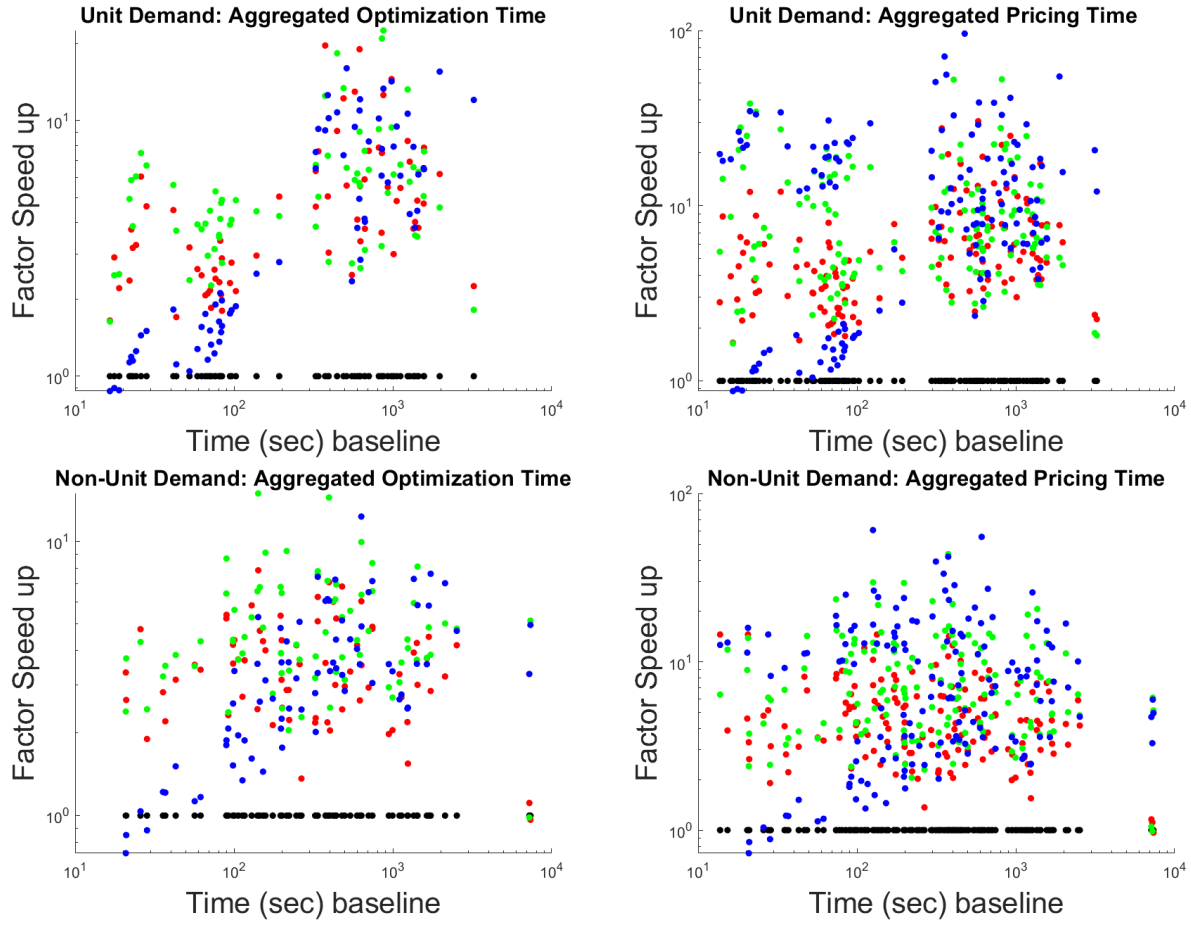 Unit Demand: Aggregated Optimization Time
Factor Speed up
10^1
10^0
10^1 10^2 10^3 10^4
Time (sec) baseline
Unit Demand: Aggregated Pricing Time
Factor Speed up
10^2
10^1
10^0
10^1 10^2 10^3 10^4
Time (sec) baseline
Non-Unit Demand: Aggregated Optimization Time
Factor Speed up
10^1
10^0
10^1 10^2 10^3 10^4
Time (sec) baseline
Non-Unit Demand: Aggregated Pricing Time
Factor Speed up
10^2
10^1
10^0
10^1 10^2 10^3 10^4
Time (sec) baseline